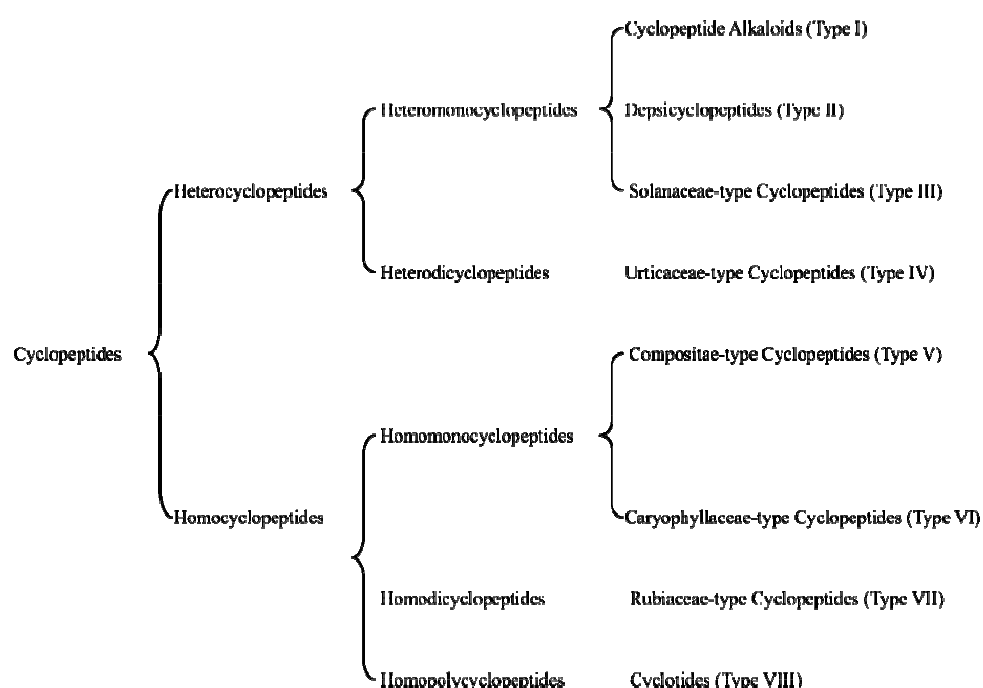 Cyclopeptide Alkaloids (Type I)
Heteromonocyclopeptides
Depsicyclopeptides (Type II)
Heterocyclopeptides
Solanaceae-type Cyclopeptides (Type III)
Heterodicyclopeptides
Urticaceae-type Cyclopeptides (Type IV)
Cyclopeptides
Compositae-type Cyclopeptides (Type V)
Homomonocyclopeptides
Homocyclopeptides
Caryophyllaceae-type Cyclopeptides (Type VI)
Homodicyclopeptides
Rubiaceae-type Cyclopeptides (Type VII)
Homopolycyclopeptides
Cyclotides (Type VIII)